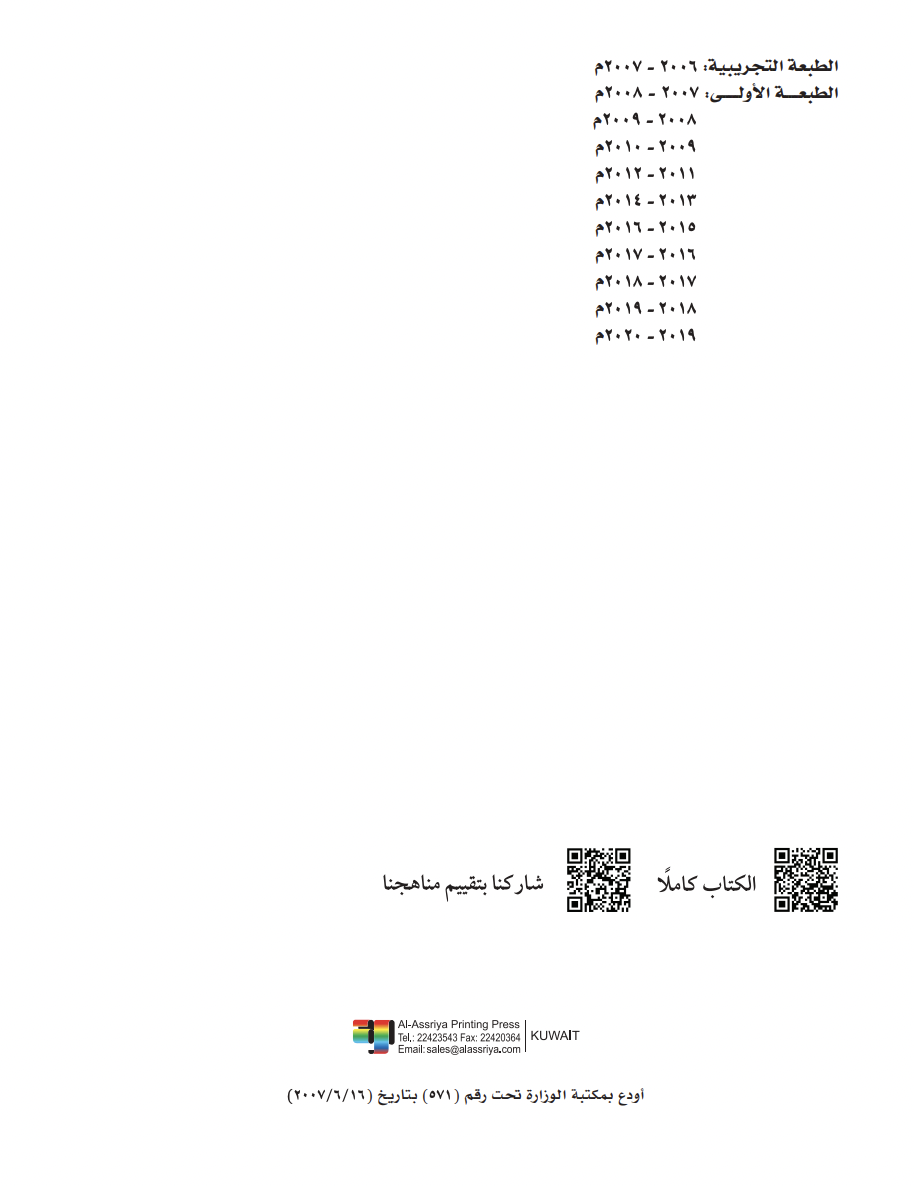 الطبعة التجريبية: ٢٠٠٦ - ٢٠٠٧م
الطبعـــة الأولـــى: ٢٠٠٧ - ٢٠٠٨م
٢٠٠٨ - ٢٠٠٩م
٢٠٠٩ - ٢٠١٠م
٢٠١١ - ٢٠١٢م
٢٠١٣ - ٢٠١٤م
٢٠١٥ - ٢٠١٦م
٢٠١٦ - ٢٠١٧م
٢٠١٧ - ٢٠١٨م
٢٠١٨ - ٢٠١٩م
٢٠١٩ - ٢٠٢٠م
الكتاب كاملًا
شاركنا بتقييم مناهجنا
Al-Assriya Printing Press
Tel.: 22423543 Fax: 22420364
Email: sales@alassriya.com
KUWAIT
أودع بمكتبة الوزارة تحت رقم (٥٧١) بتاريخ (٢٠٠٧/٦/١٦)